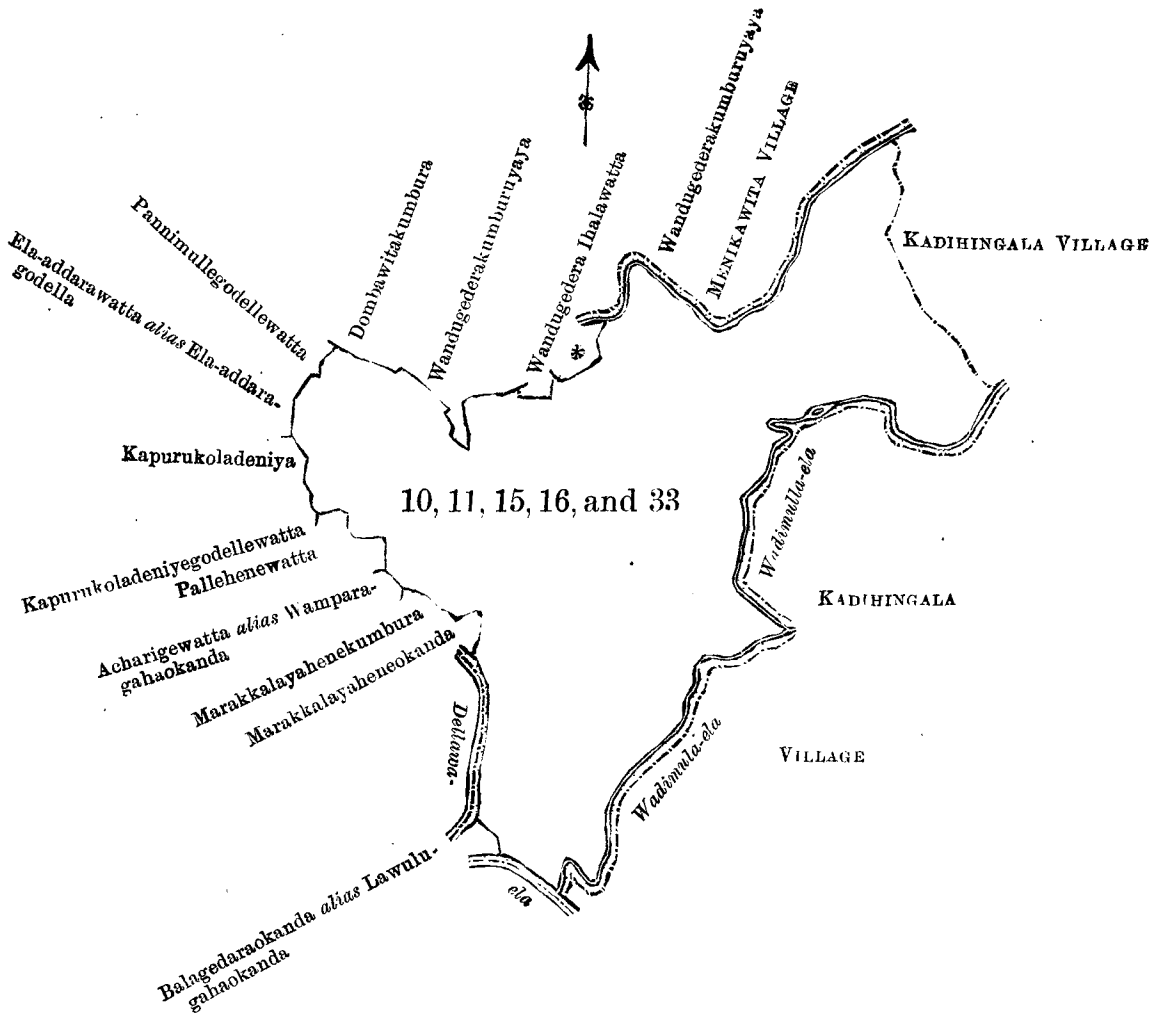 Wandugederakumburuyaya
MENIKAWITA VILLAGE
Wandugedera Ihalawatta
Wandugederakumburuyaya
Dombawitakumbura
Pannimullegodellewatta
Ela-addarawatta alias Ela-addara-
godella
KADIHINGALA VILLAGE
Kapurukoladeniya
10, 11, 15, 16, and 33
Wadimulla-ela
Kapurukoladeniyegodellewatta
Pallehenewatta
KADIHINGALA
Acharigewatta alias Wampara-
gahaokanda
Marakkalayahenekumbura
Marakkalayaheneokanda
Dellawa-
Wadimula-ela
VILLAGE
ela
Balagedaraokanda alias Lawulu-
gahaokanda